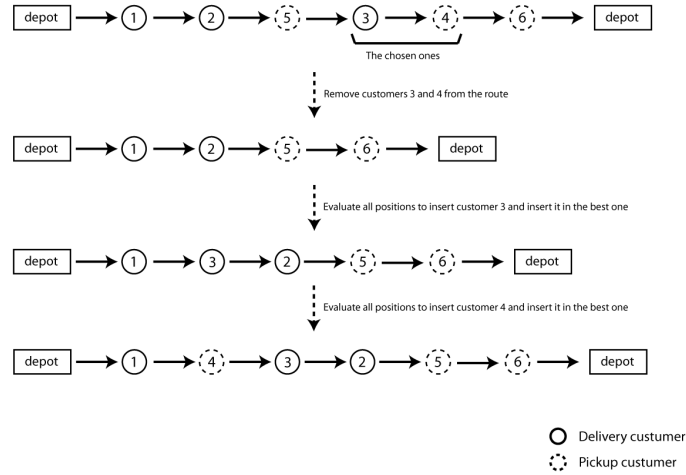 depot 1 2 5 3 4 6 depot
The chosen ones
Remove customers 3 and 4 from the route
depot 1 2 5 6 depot
Evaluate all positions to insert customer 3 and insert it in the best one
depot 1 3 2 5 6 depot
Evaluate all positions to insert customer 4 and insert it in the best one
depot 1 4 3 2 5 6 depot
Delivery custumer
Pickup custumer